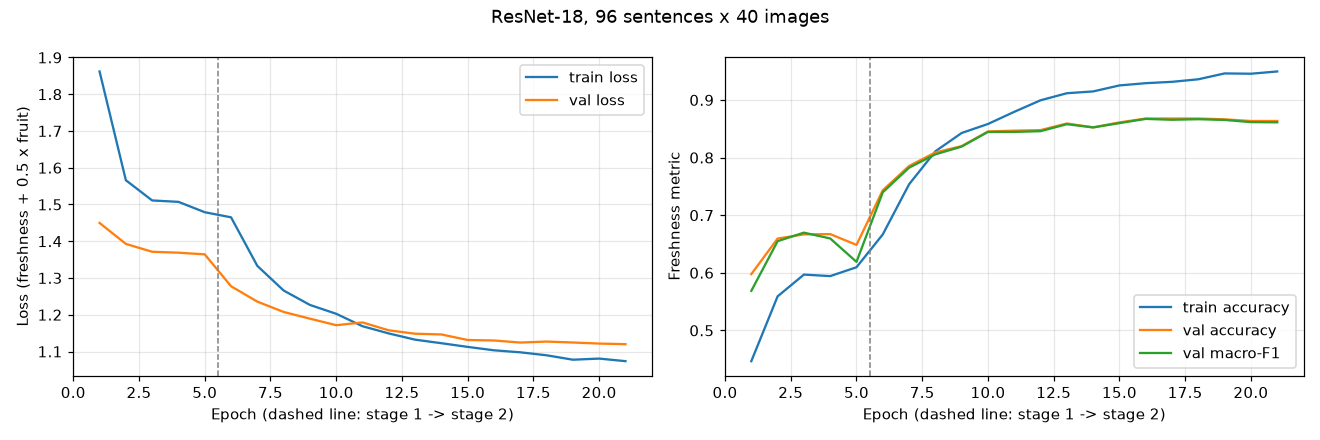 ResNet-18, 96 sentences x 40 images
Loss (freshness + 0.5 x fruit)
1.9
1.8
1.7
1.6
1.5
1.4
1.3
1.2
1.1
train loss
val loss
0.0 2.5 5.0 7.5 10.0 12.5 15.0 17.5 20.0
Epoch (dashed line: stage 1 -> stage 2)
Freshness metric
0.9
0.8
0.7
0.6
0.5
train accuracy
val accuracy
val macro-F1
0.0 2.5 5.0 7.5 10.0 12.5 15.0 17.5 20.0
Epoch (dashed line: stage 1 -> stage 2)